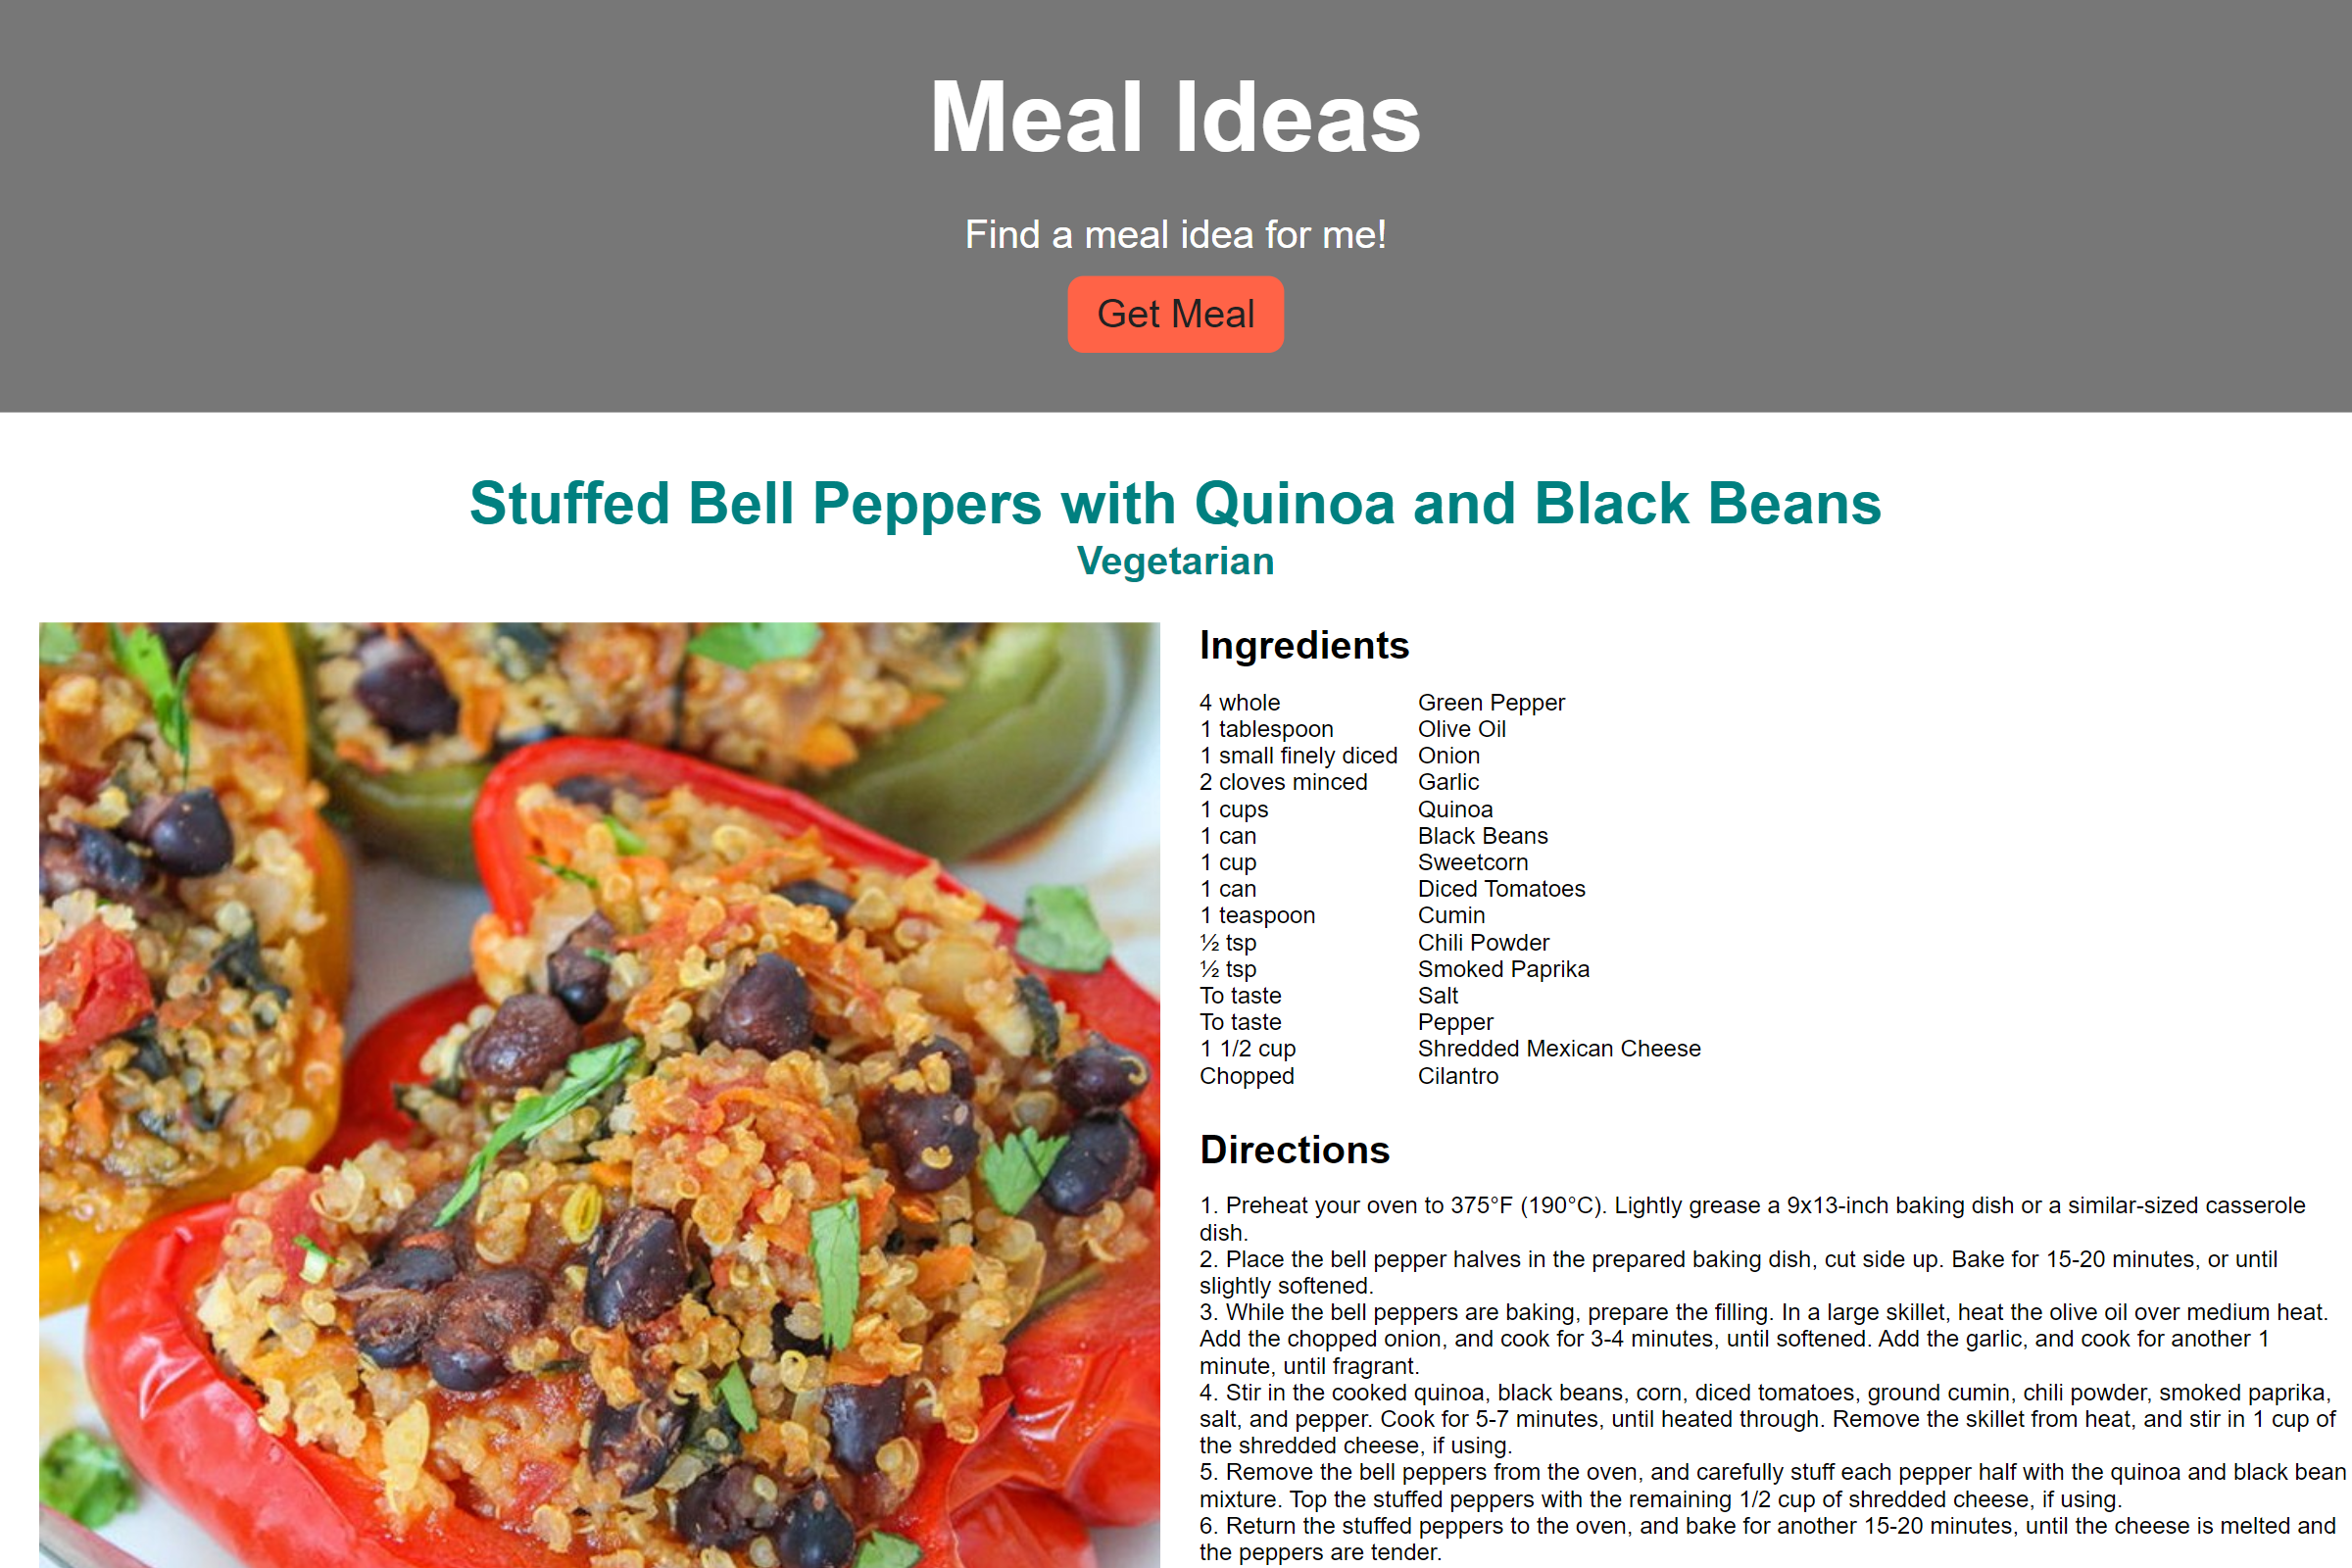 Meal Ideas
Find a meal idea for me!
Get Meal
Stuffed Bell Peppers with Quinoa and Black Beans
Vegetarian
Ingredients
4 whole Green Pepper
1 tablespoon Olive Oil
1 small finely diced Onion
2 cloves minced Garlic
1 cups Quinoa
1 can Black Beans
1 cup Sweetcorn
1 can Diced Tomatoes
1 teaspoon Cumin
½ tsp Chili Powder
½ tsp Smoked Paprika
To taste Salt
To taste Pepper
1 1/2 cup Shredded Mexican Cheese
Chopped Cilantro
Directions
1. Preheat your oven to 375°F (190°C). Lightly grease a 9x13-inch baking dish or a similar-sized casserole
dish.
2. Place the bell pepper halves in the prepared baking dish, cut side up. Bake for 15-20 minutes, or until
slightly softened.
3. While the bell peppers are baking, prepare the filling. In a large skillet, heat the olive oil over medium heat.
Add the chopped onion, and cook for 3-4 minutes, until softened. Add the garlic, and cook for another 1
minute, until fragrant.
4. Stir in the cooked quinoa, black beans, corn, diced tomatoes, ground cumin, chili powder, smoked paprika,
salt, and pepper. Cook for 5-7 minutes, until heated through. Remove the skillet from heat, and stir in 1 cup of
the shredded cheese, if using.
5. Remove the bell peppers from the oven, and carefully stuff each pepper half with the quinoa and black bean
mixture. Top the stuffed peppers with the remaining 1/2 cup of shredded cheese, if using.
6. Return the stuffed peppers to the oven, and bake for another 15-20 minutes, until the cheese is melted and
the peppers are tender.